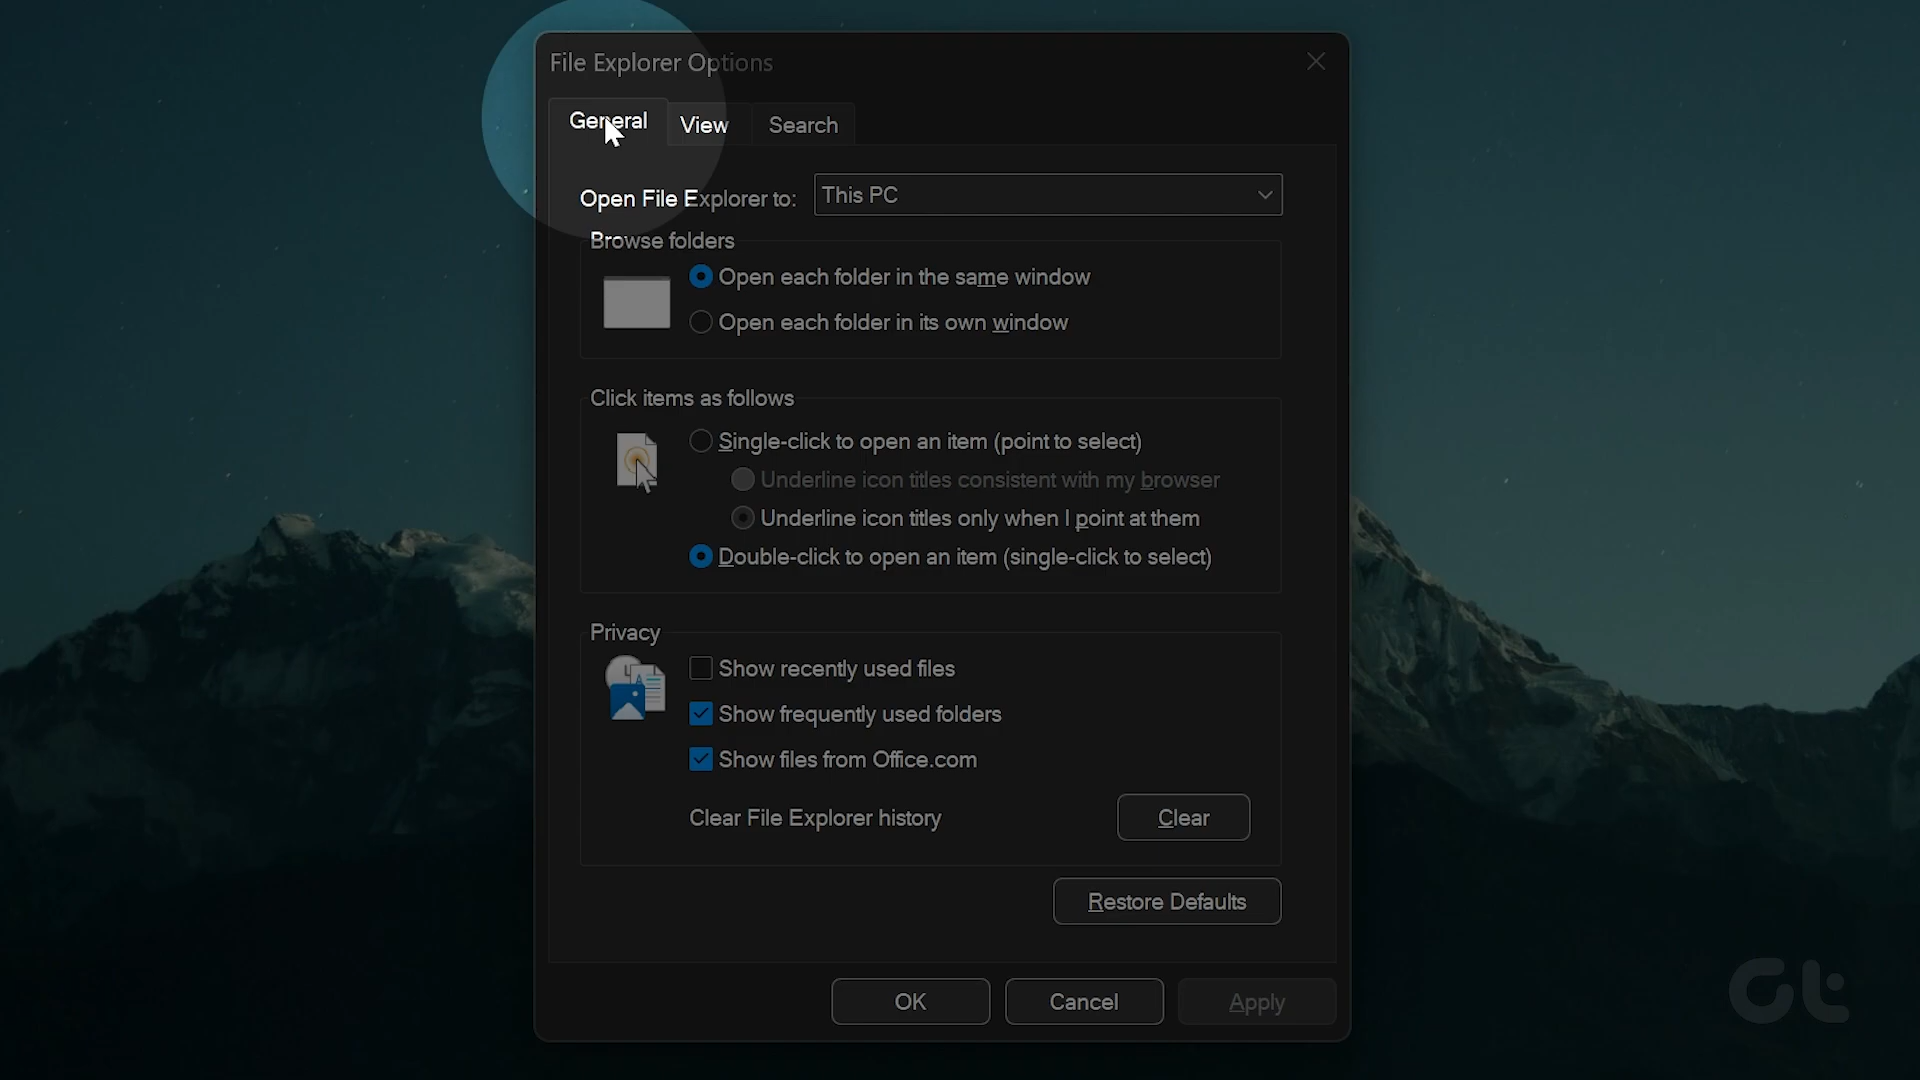 File Explorer Options
General
View
Search
Open File Explorer to:
This PC
Browse folders
Open each folder in the same window
Open each folder in its own window
Click items as follows
Single-click to open an item (point to select)
Underline icon titles consistent with my browser
Underline icon titles only when I point at them
Double-click to open an item (single-click to select)
Privacy
Show recently used files
Show frequently used folders
Show files from Office.com
Clear File Explorer history
Clear
Restore Defaults
OK
Cancel
Apply
Gt